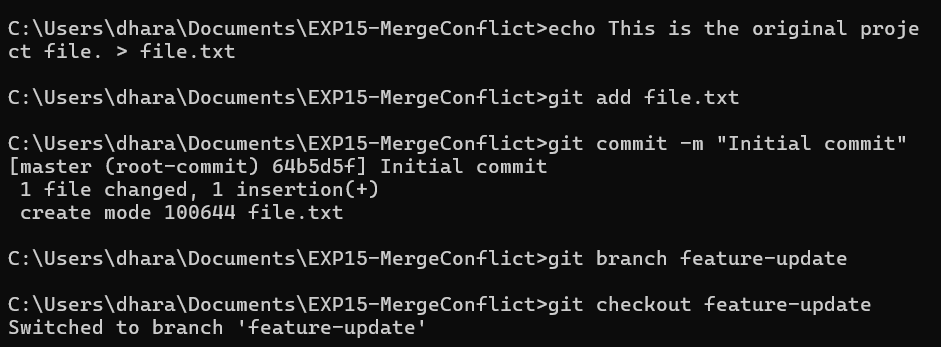 C:\Users\dhara\Documents\EXP15-MergeConflict>echo This is the original proje
ct file. > file.txt
C:\Users\dhara\Documents\EXP15-MergeConflict>git add file.txt
C:\Users\dhara\Documents\EXP15-MergeConflict>git commit -m "Initial commit"
[master (root-commit) 64b5d5f] Initial commit
 1 file changed, 1 insertion(+)
 create mode 100644 file.txt
C:\Users\dhara\Documents\EXP15-MergeConflict>git branch feature-update
C:\Users\dhara\Documents\EXP15-MergeConflict>git checkout feature-update
Switched to branch 'feature-update'